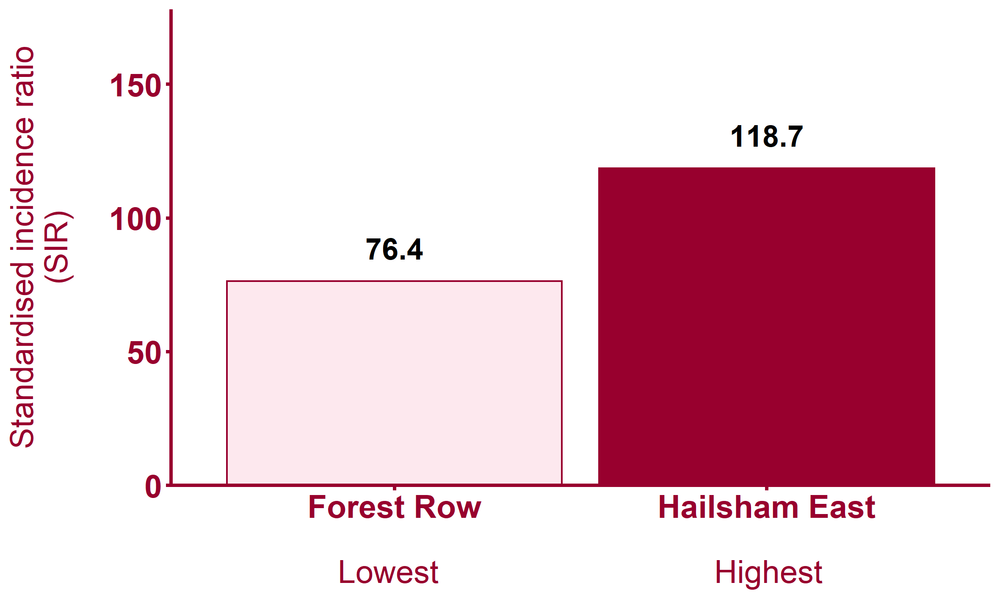 Standardised incidence ratio
(SIR)
150
100
50
0
76.4
118.7
Forest Row
Hailsham East
Lowest
Highest